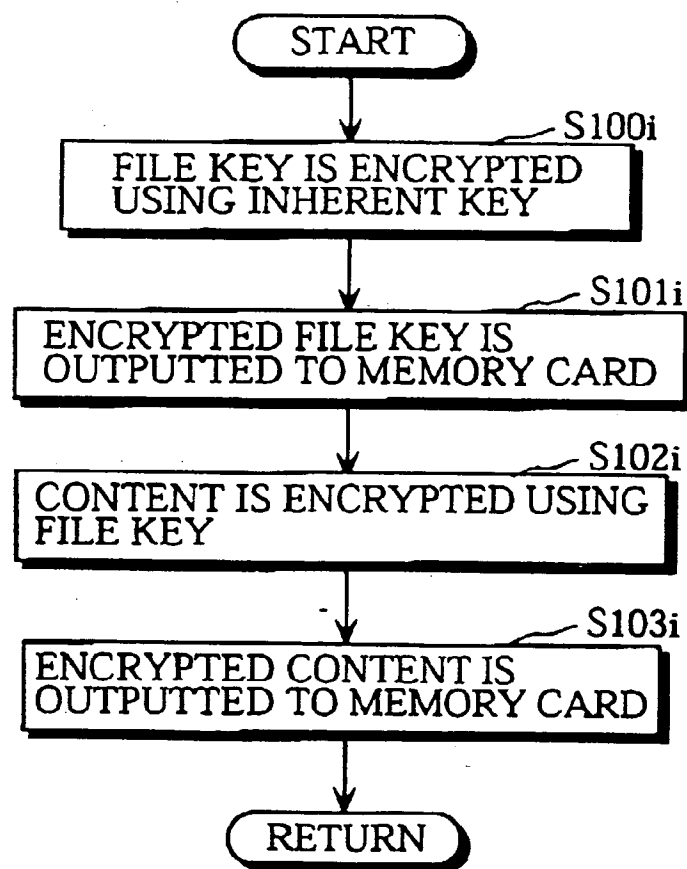 START
S100i
FILE KEY IS ENCRYPTED
USING INHERENT KEY
S101i
ENCRYPTED FILE KEY IS
OUTPUTTED TO MEMORY CARD
S102i
CONTENT IS ENCRYPTED USING
FILE KEY
S103i
ENCRYPTED CONTENT IS
OUTPUTTED TO MEMORY CARD
RETURN